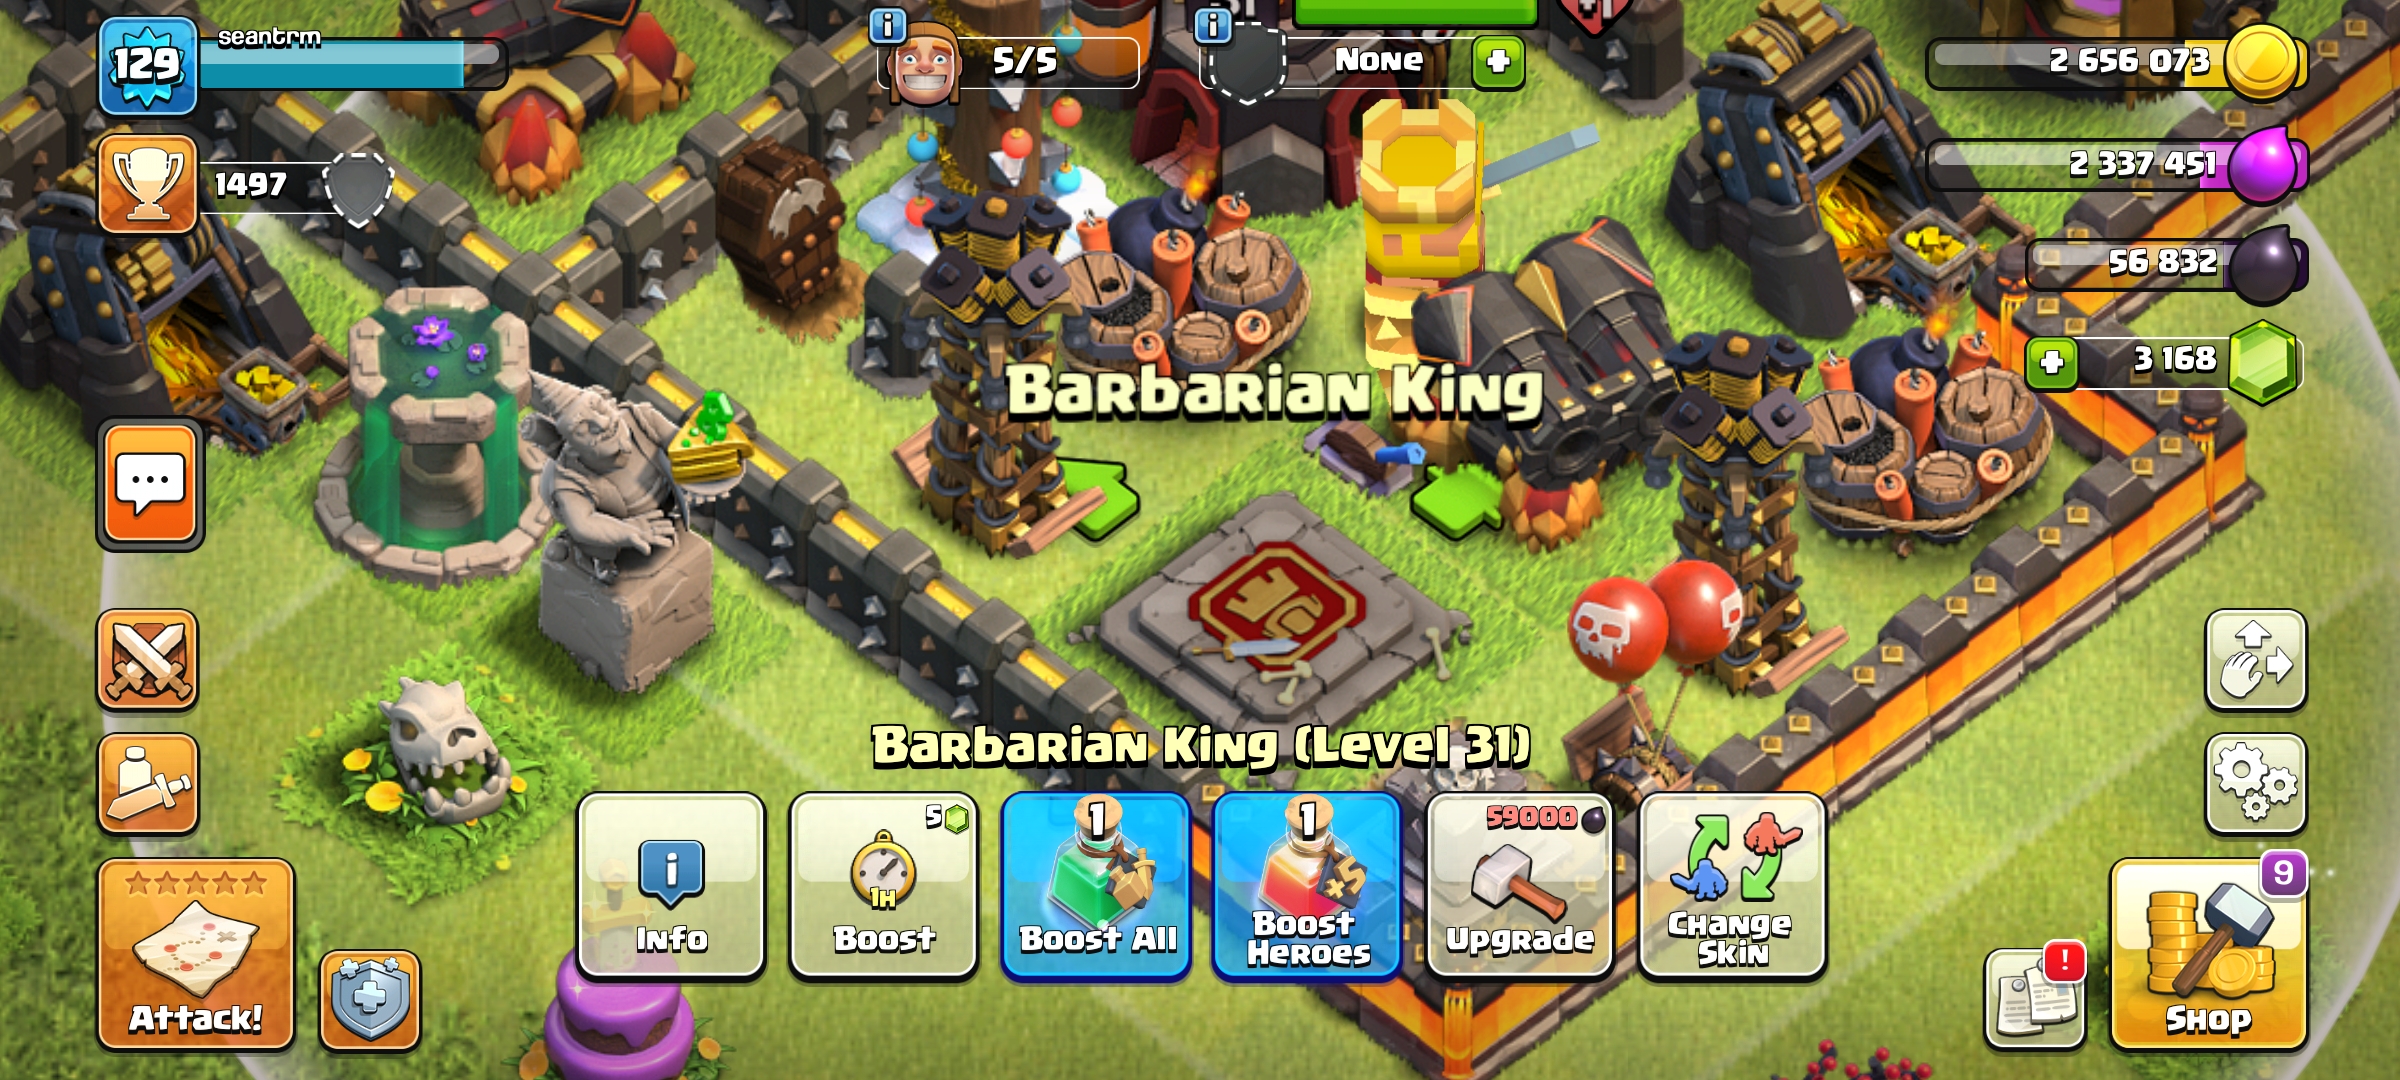 129
seantrm
5/5
None
2 656 073
1497
2 337 451
56 832
3 168
Barbarian King
Barbarian King (Level 31)
Info
5
1H
Boost
1
Boost All
1
x5
Boost
Heroes
59000
Upgrade
Change
Skin
Attack!
!
9
Shop